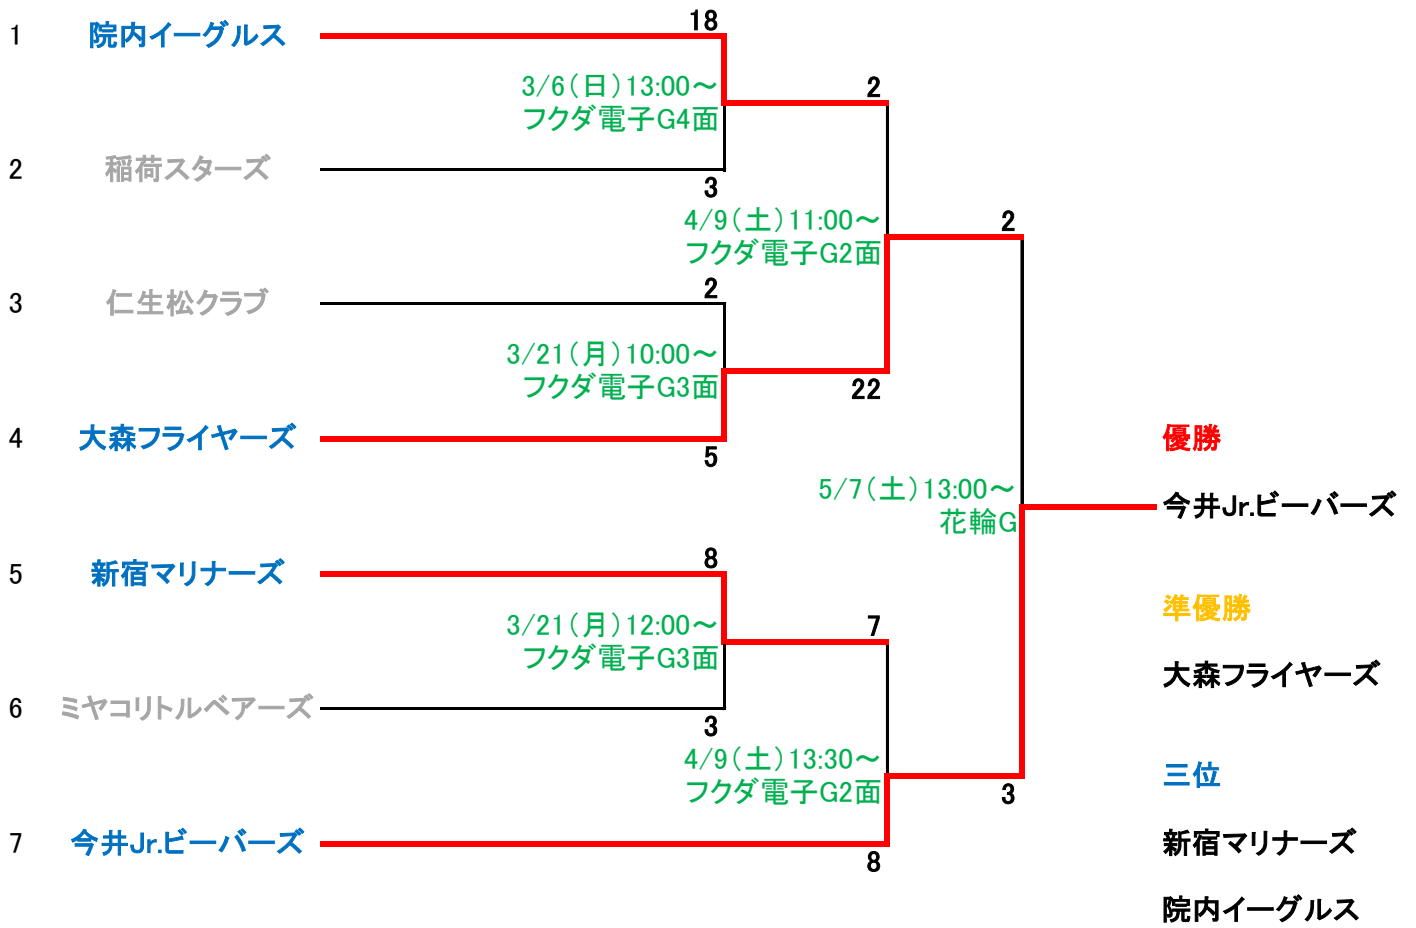 1 院内イーグルス 18
3/6(日)13:00～
フクダ電子G4面
2
2 稲荷スターズ
3
4/9(土)11:00～
フクダ電子G2面
2
3 仁生松クラブ 2
3/21(月)10:00～
フクダ電子G3面
22
4 大森フライヤーズ
5
優勝
5/7(土)13:00～
花輪G
今井Jr.ビーバーズ
5 新宿マリナーズ 8
3/21(月)12:00～
フクダ電子G3面
7
準優勝
大森フライヤーズ
6 ミヤコリトルベアーズ
3
4/9(土)13:30～
フクダ電子G2面
3
三位
7 今井Jr.ビーバーズ
8
新宿マリナーズ
院内イーグルス